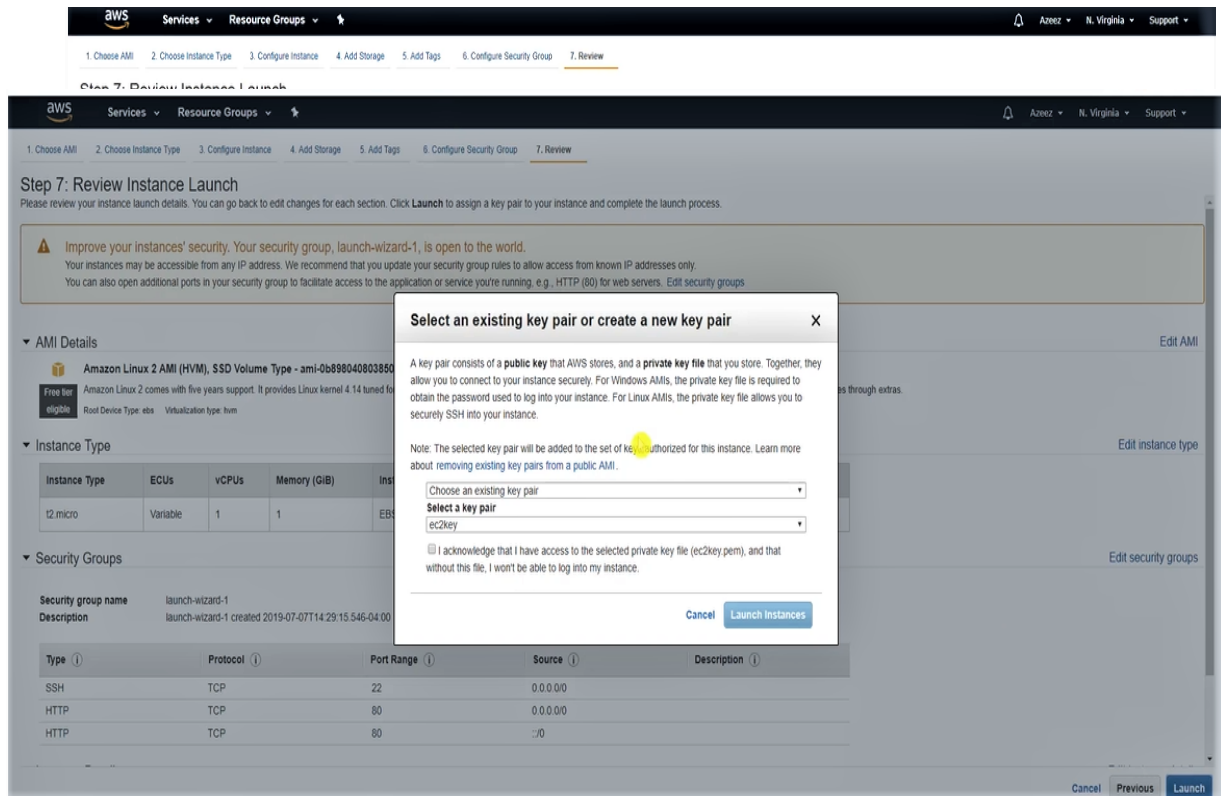 aws Services Resource Groups Azeez N. Virginia Support
1. Choose AMI 2. Choose Instance Type 3. Configure Instance 4. Add Storage 5. Add Tags 6. Configure Security Group 7. Review
Step 7: Review Instance Launch
aws Services Resource Groups Azeez N. Virginia Support
1. Choose AMI 2. Choose Instance Type 3. Configure Instance 4. Add Storage 5. Add Tags 6. Configure Security Group 7. Review
Step 7: Review Instance Launch
Please review your instance launch details. You can go back to edit changes for each section. Click Launch to assign a key pair to your instance and complete the launch process.
Improve your instances' security. Your security group, launch-wizard-1, is open to the world.
Your instances may be accessible from any IP address. We recommend that you update your security group rules to allow access from known IP addresses only.
You can also open additional ports in your security group to facilitate access to the application or service you're running, e.g., HTTP (80) for web servers. Edit security groups
AMI Details Edit AMI
Amazon Linux 2 AMI (HVM), SSD Volume Type - ami-0b898040803850
Free tier eligible
Amazon Linux 2 comes with five years support. It provides Linux kernel 4.14 tuned fo es through extras.
Root Device Type: ebs Virtualization type: hvm
Instance Type Edit instance type
Instance Type ECUs vCPUs Memory (GiB) Ins
t2.micro Variable 1 1 EBS
Security Groups Edit security groups
Security group name launch-wizard-1
Description launch-wizard-1 created 2019-07-07T14:29:15.546-04:00
Type Protocol Port Range Source Description
SSH TCP 22 0.0.0.0/0
HTTP TCP 80 0.0.0.0/0
HTTP TCP 80 ::/0
Select an existing key pair or create a new key pair X
A key pair consists of a public key that AWS stores, and a private key file that you store. Together, they
allow you to connect to your instance securely. For Windows AMIs, the private key file is required to
obtain the password used to log into your instance. For Linux AMIs, the private key file allows you to
securely SSH into your instance.
Note: The selected key pair will be added to the set of keys authorized for this instance. Learn more
about removing existing key pairs from a public AMI.
Choose an existing key pair
Select a key pair
ec2key
I acknowledge that I have access to the selected private key file (ec2key.pem), and that
without this file, I won't be able to log into my instance.
Cancel Launch Instances
Cancel Previous Launch